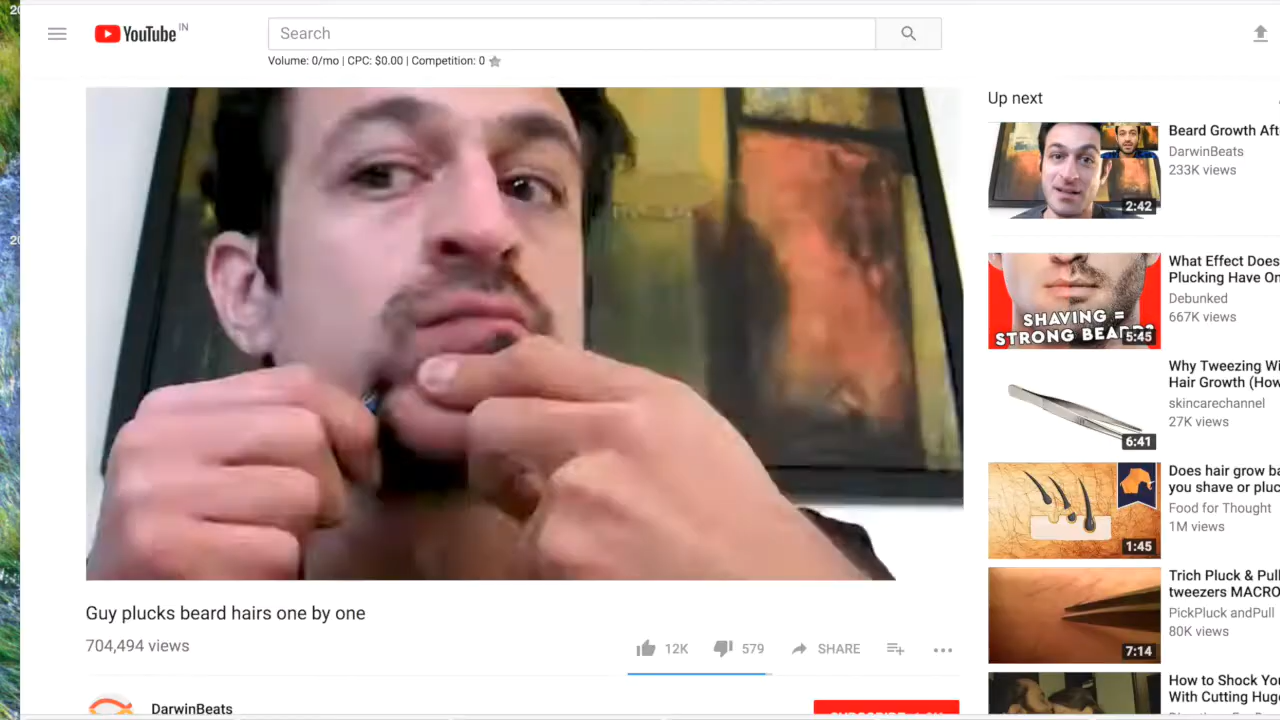 20
YouTube IN
Search
Volume: 0/mo | CPC: $0.00 | Competition: 0
Up next
Beard Growth Aft
DarwinBeats
233K views
2:42
SHAVING =
STRONG BEARD?
5:45
What Effect Does
Plucking Have On
Debunked
667K views
20
Why Tweezing Wi
Hair Growth (How
skincarechannel
27K views
6:41
Does hair grow ba
you shave or pluc
Food for Thought
1M views
1:45
Trich Pluck & Pull
tweezers MACRO
PickPluck andPull
80K views
7:14
How to Shock You
With Cutting Huge
Guy plucks beard hairs one by one
704,494 views
12K
579
SHARE
DarwinBeats